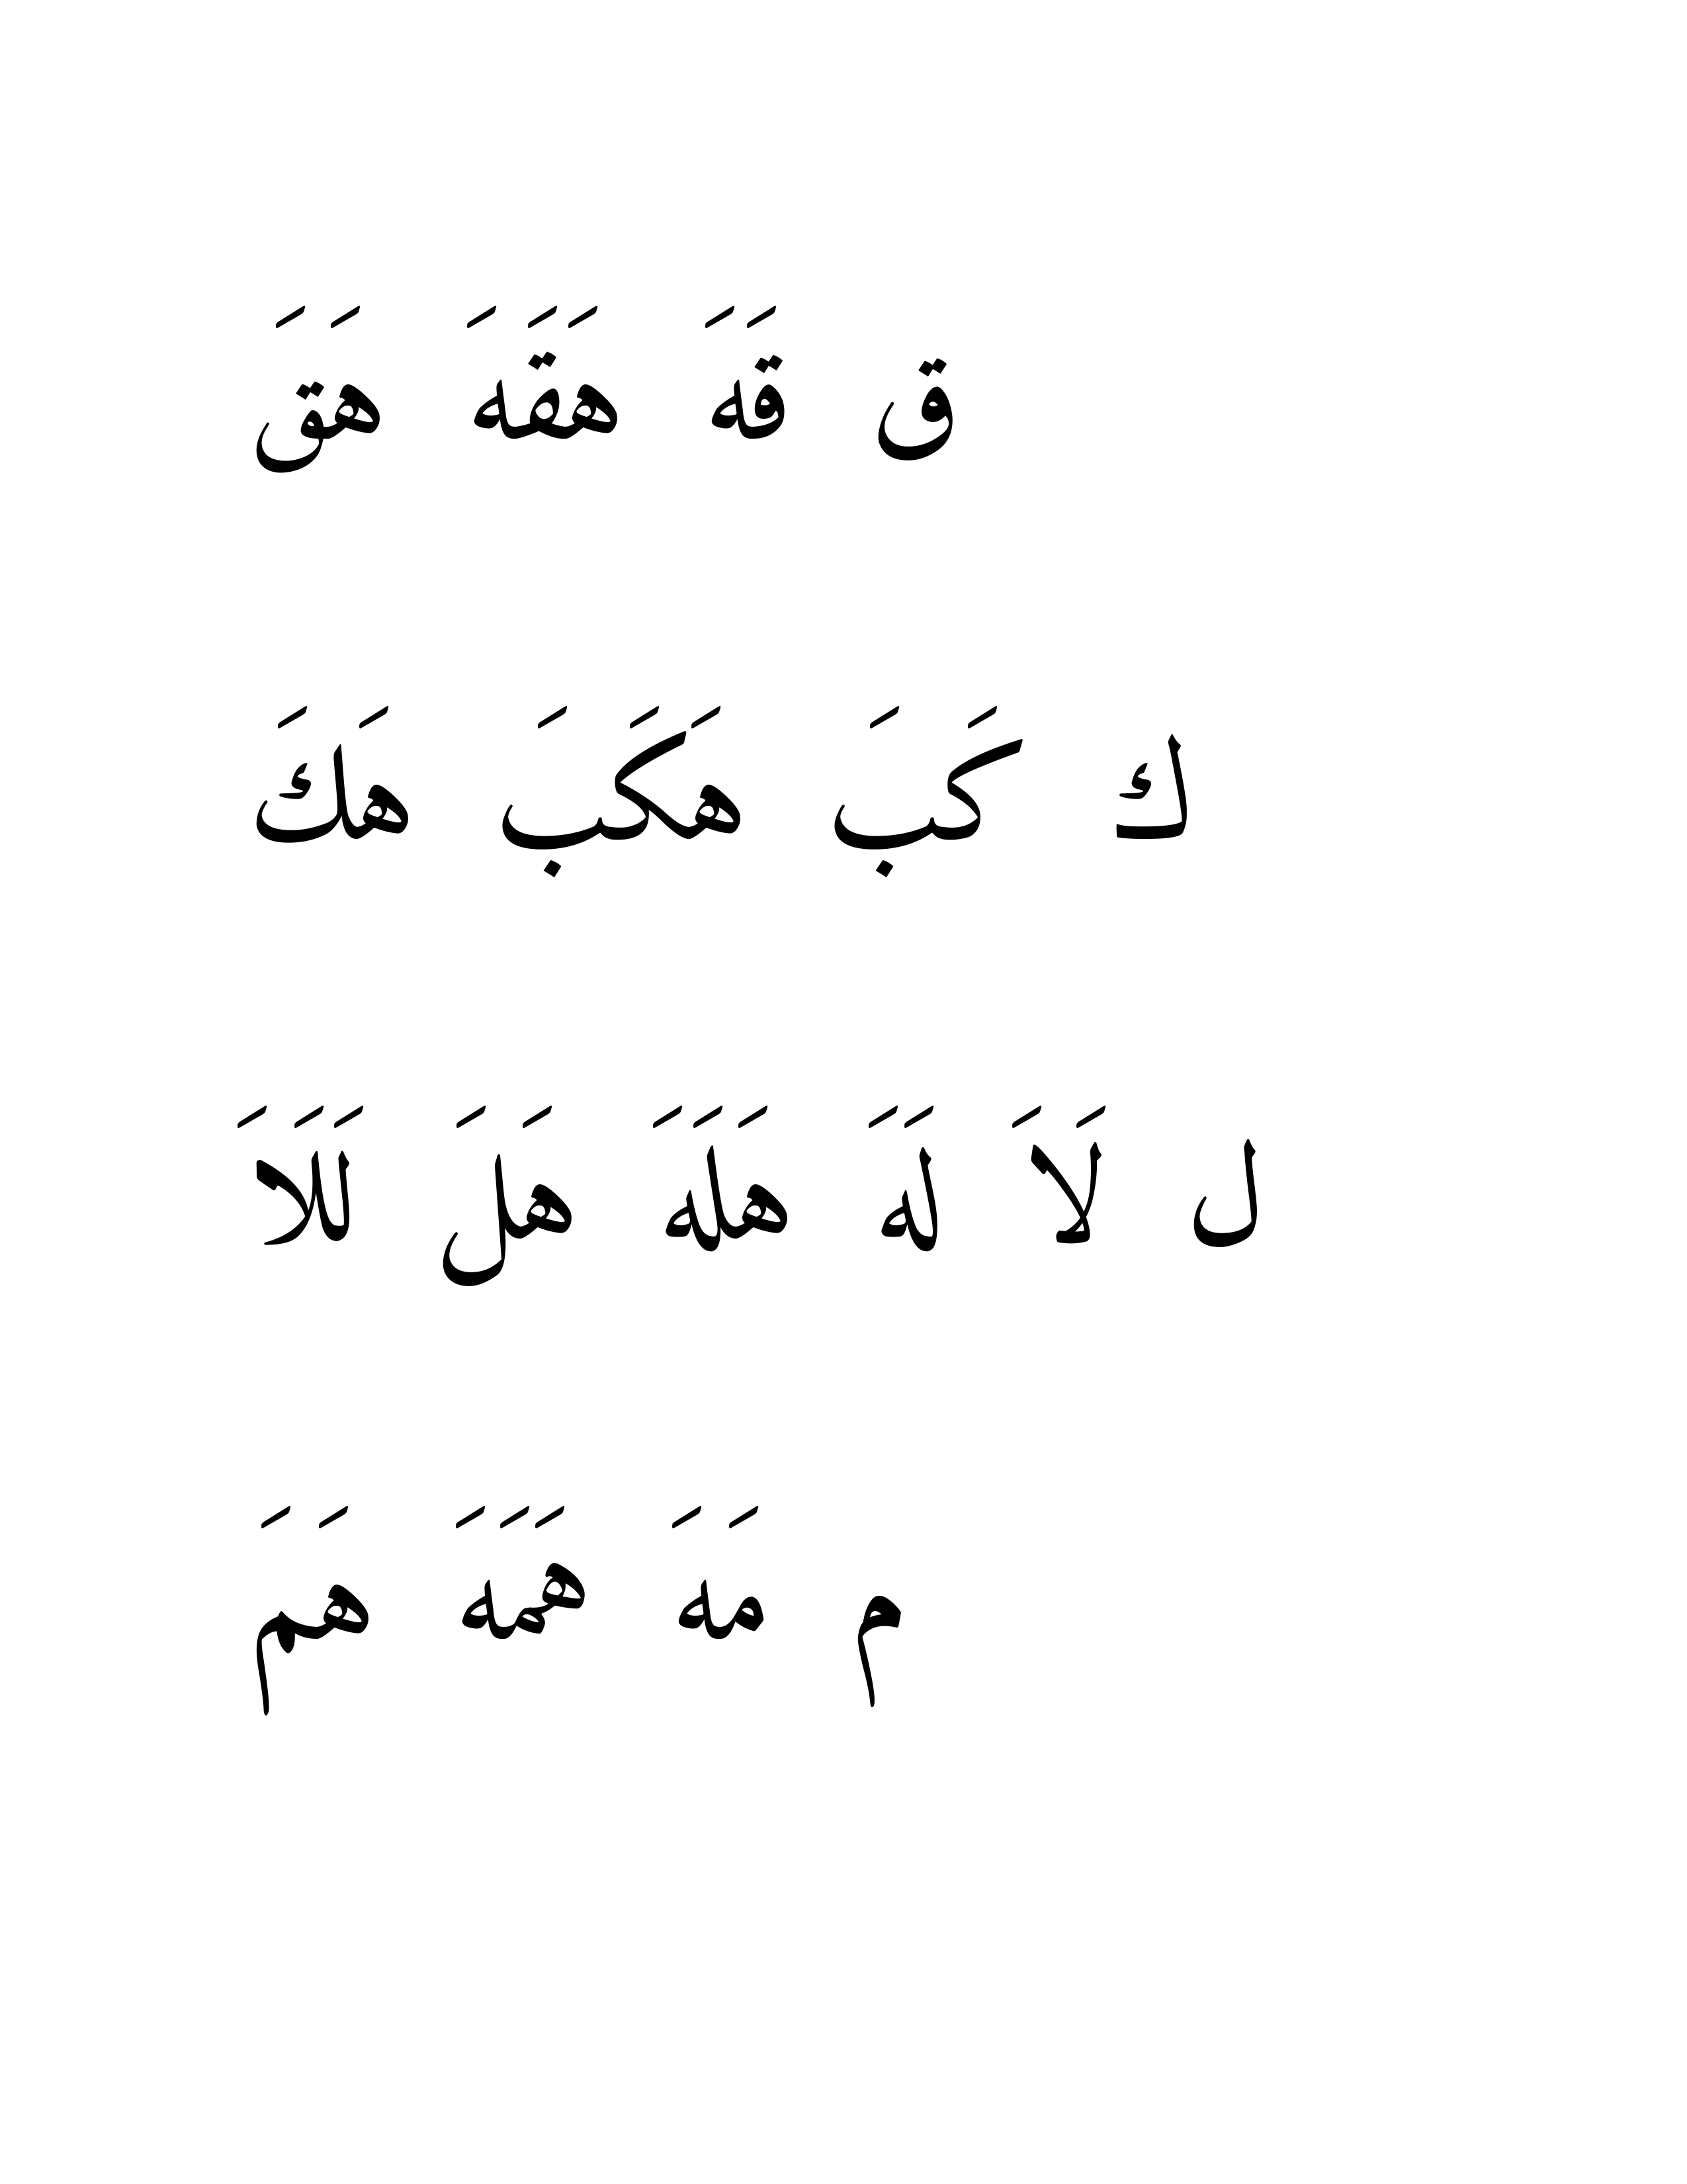 ق قَهَ هَقَهَ هَقَ
ك كَبَ هَكَبَ هَكَ
ل لَاَ لَهَ هَلَهَ هَلَ لَلَاَ
م مَهَ هَمَهَ هَمَ